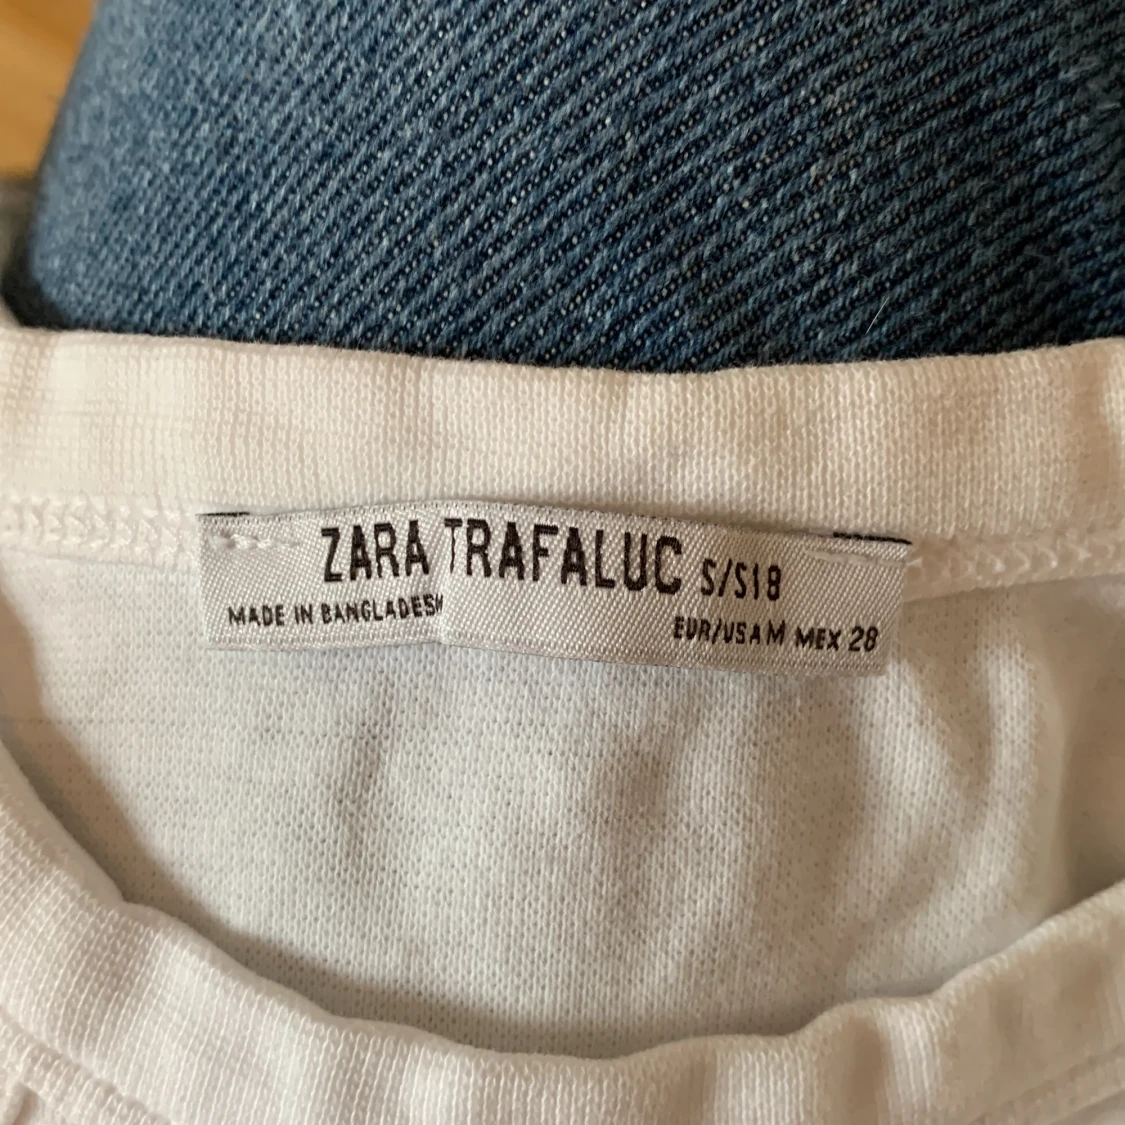 ZARA TRAFALUC S/S18
MADE IN BANGLADESH
EUR/USA M MEX 28